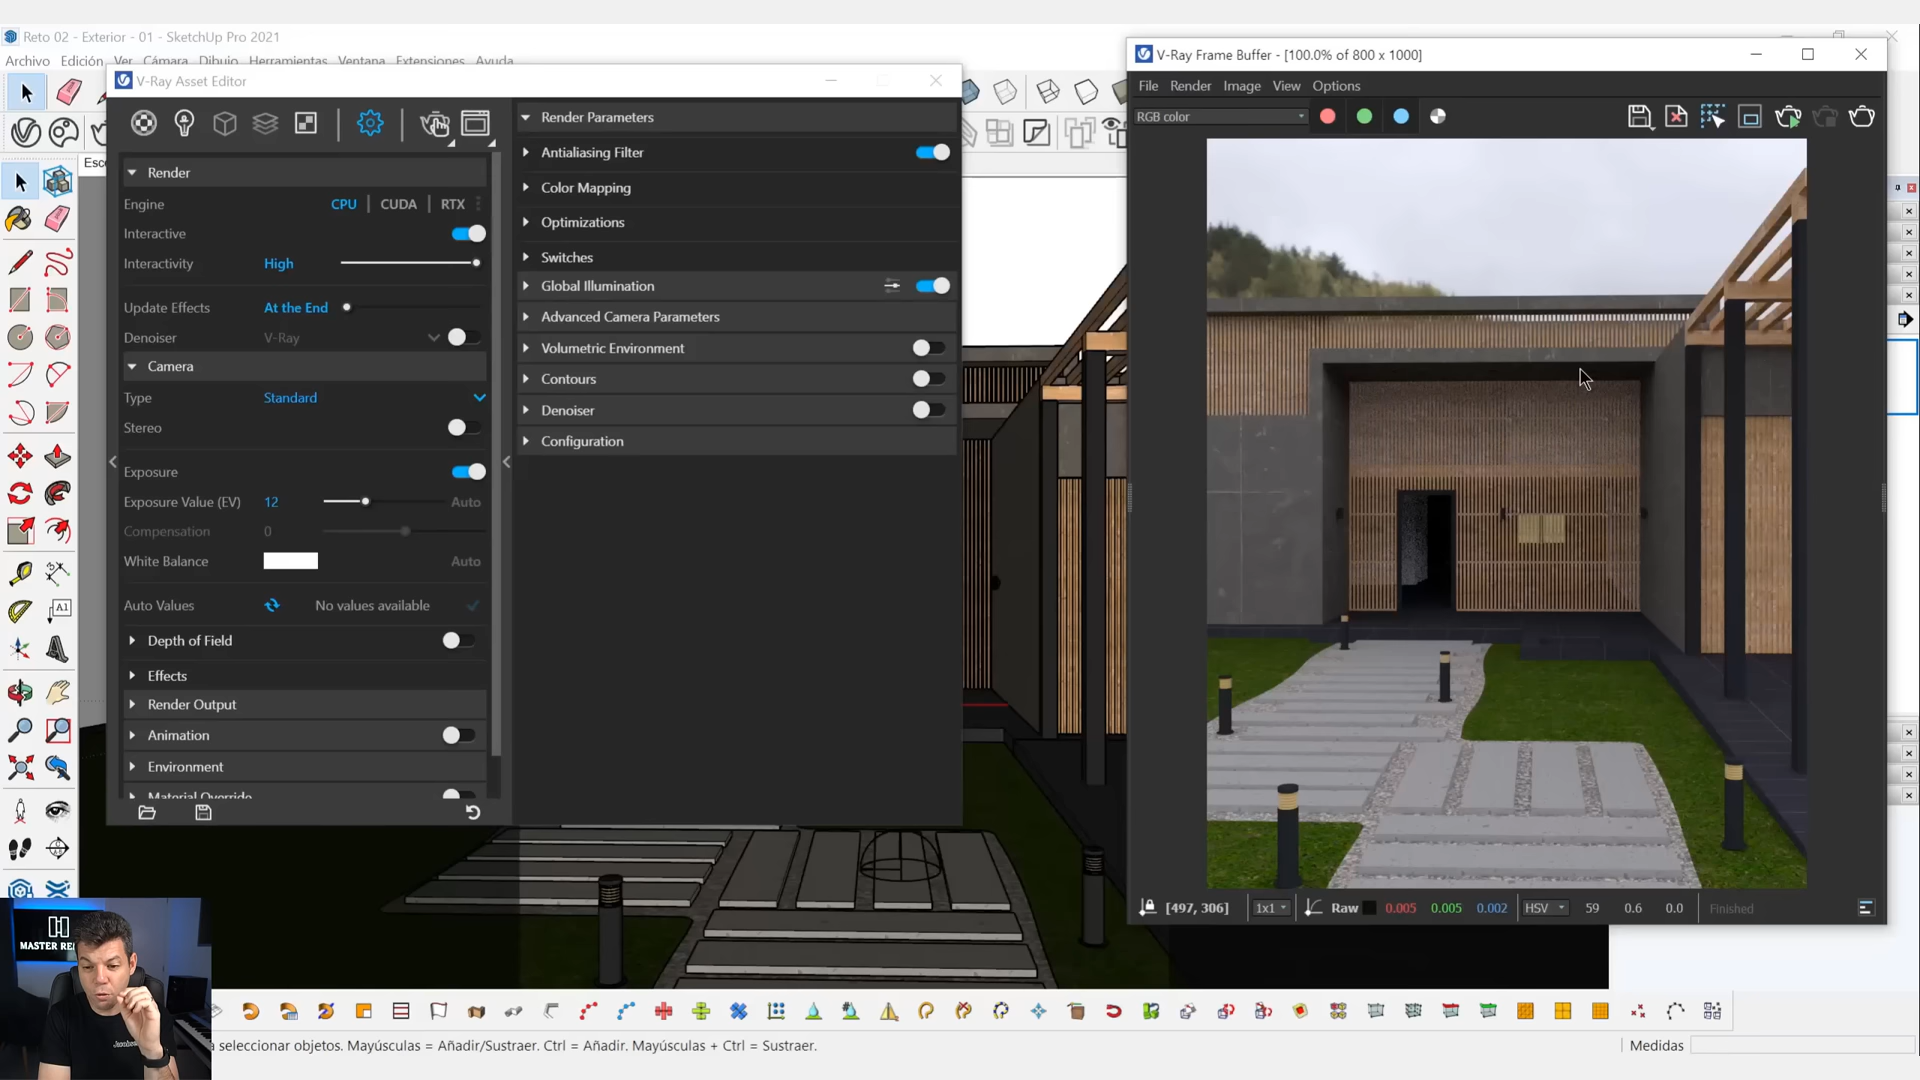 Reto 02 - Exterior - 01 - SketchUp Pro 2021
Archivo Edición Ver Cámara Dibujo Herramientas Ventana Extensiones Ayuda
Esc
V-Ray Asset Editor
Render
Engine CPU CUDA RTX
Interactive
Interactivity High
Update Effects At the End
Denoiser V-Ray
Camera
Type Standard
Stereo
Exposure
Exposure Value (EV) 12 Auto
Compensation 0
White Balance Auto
Auto Values No values available
Depth of Field
Effects
Render Output
Animation
Environment
Material Override
Render Parameters
Antialiasing Filter
Color Mapping
Optimizations
Switches
Global Illumination
Advanced Camera Parameters
Volumetric Environment
Contours
Denoiser
Configuration
V-Ray Frame Buffer - [100.0% of 800 x 1000]
File Render Image View Options
RGB color
[497, 306] 1x1 Raw 0.005 0.005 0.002 HSV 59 0.6 0.0 Finished
A1
MASTER RE
a seleccionar objetos. Mayúsculas = Añadir/Sustraer. Ctrl = Añadir. Mayúsculas + Ctrl = Sustraer.
Medidas